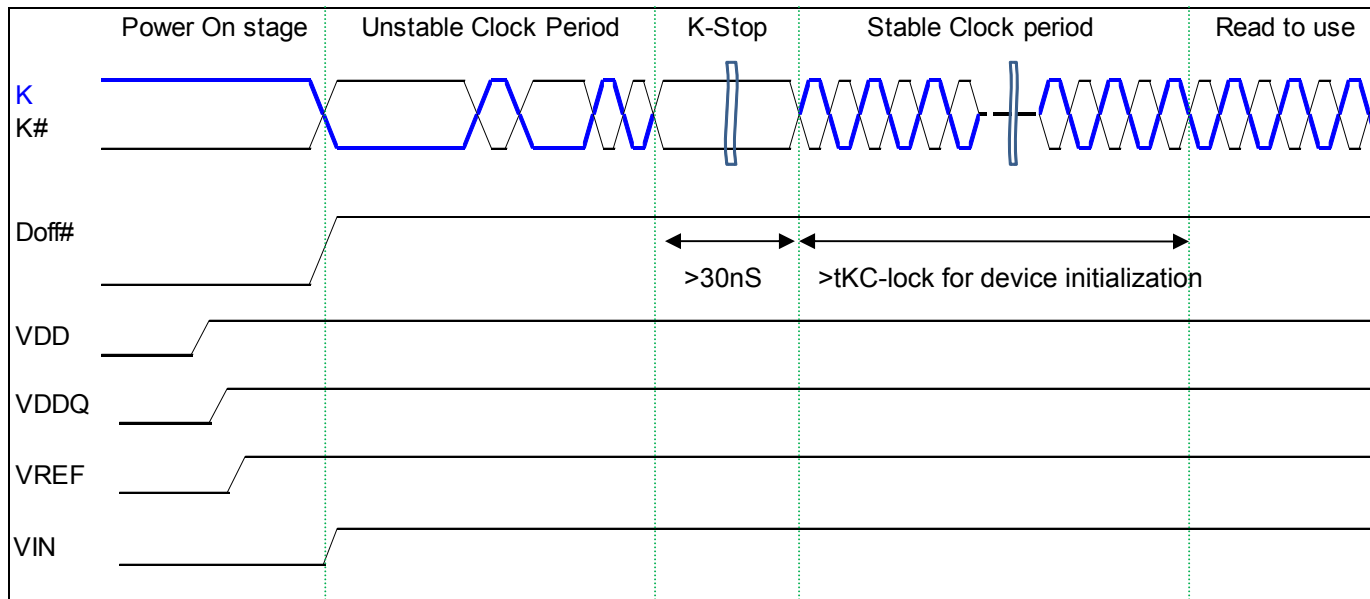 Power On stage Unstable Clock Period K-Stop Stable Clock period Read to use
K
K#
Doff#
>30nS >tKC-lock for device initialization
VDD
VDDQ
VREF
VIN